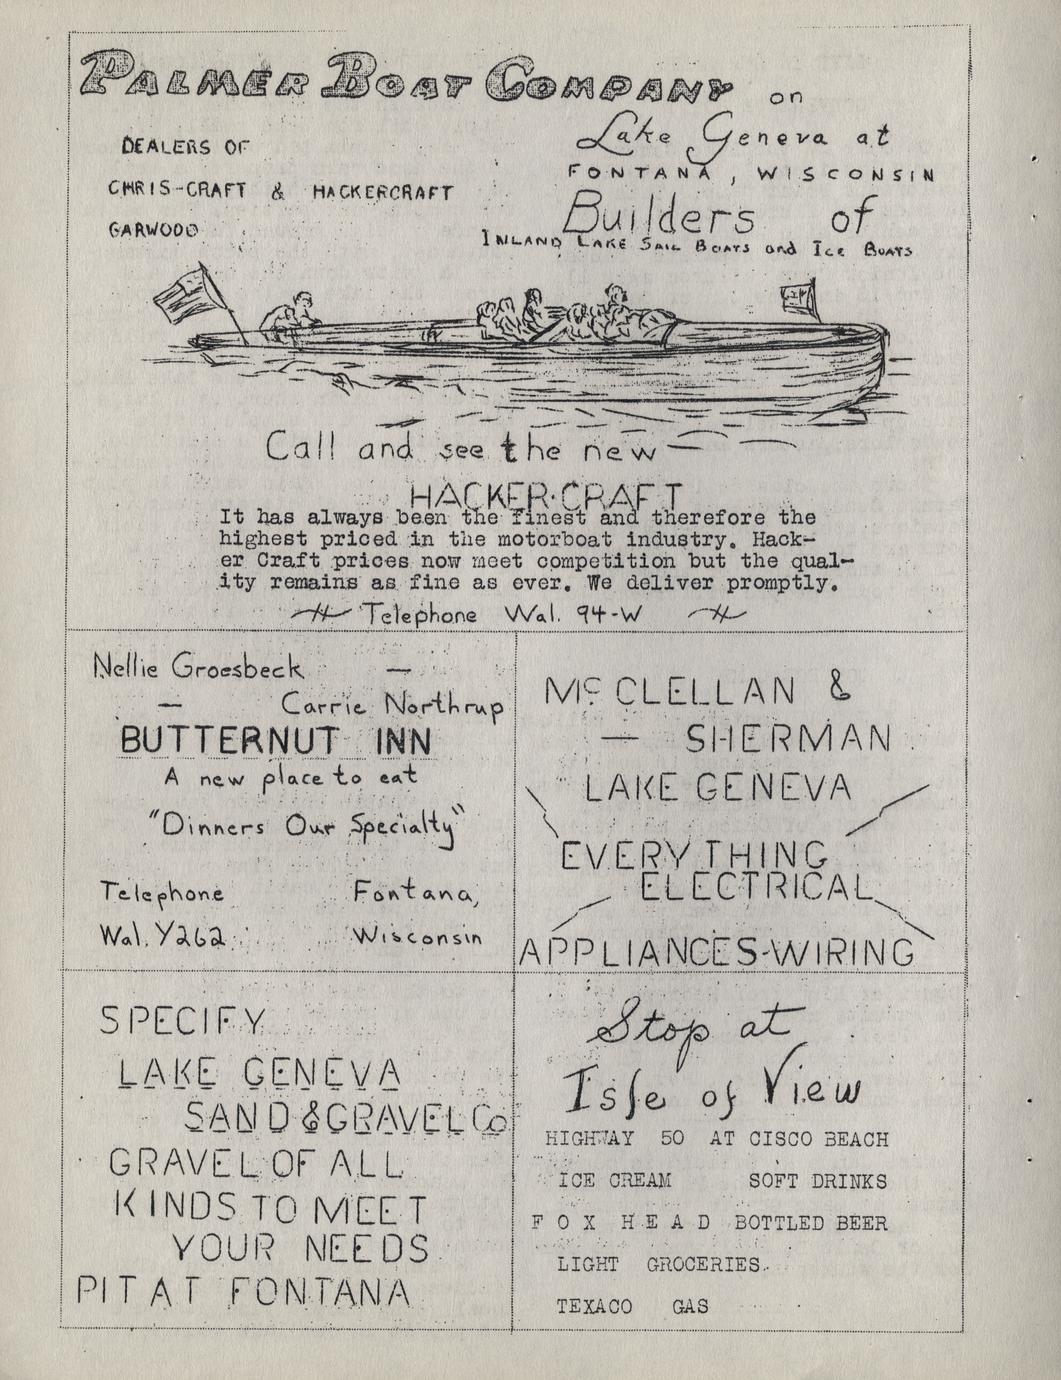 PALMER BOAT COMPANY on
Lake Geneva at
FONTANA, WISCONSIN
DEALERS OF
CHRIS-CRAFT & HACKERCRAFT
GARWOOD
Builders of
INLAND LAKE SAIL BOATS and ICE BOATS
Call and see the new
HACKER·CRAFT
It has always been the finest and therefore the
highest priced in the motorboat industry. Hack-
er Craft prices now meet competition but the qual-
ity remains as fine as ever. We deliver promptly.
Telephone Wal. 94-W
Nellie Groesbeck —
— Carrie Northrup
BUTTERNUT INN
A new place to eat
"Dinners Our Specialty"
Telephone Fontana,
Wal. Y262 Wisconsin
McCLELLAN &
— SHERMAN
LAKE GENEVA
EVERYTHING
ELECTRICAL
APPLIANCES-WIRING
SPECIFY
LAKE GENEVA
SAND & GRAVEL Co
GRAVEL OF ALL
KINDS TO MEET
YOUR NEEDS
PIT AT FONTANA
Stop at
Isle of View
HIGHWAY 50 AT CISCO BEACH
ICE CREAM SOFT DRINKS
FOX HEAD BOTTLED BEER
LIGHT GROCERIES.
TEXACO GAS